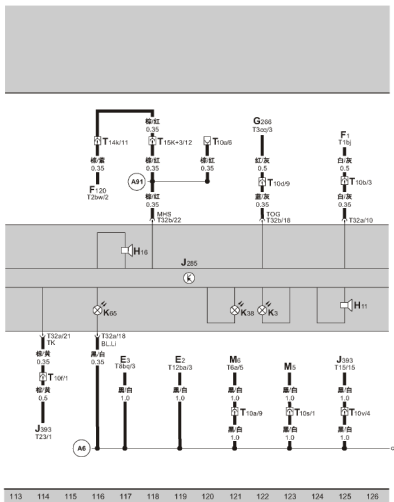 棕/红
0.35
T14k/11
T15K+3/12
T10a/6
棕/紫
0.35
F120
T2bw/2
棕/红
0.35
棕/红
0.35
A91
棕/红
0.35
MHS
T32b/22
G266
T3cq/3
红/灰
0.5
T10d/9
蓝/灰
0.35
TOG
T32b/18
F1
T1bj
白/灰
0.5
T10b/3
白/灰
0.35
T32a/10
H16
J285
K65
K38
K3
H11
T32a/21
TK
棕/黄
0.35
T10f/1
棕/黄
0.5
J393
T23/1
T32a/18
BL,Li
黑/白
0.35
E3
T8bq/3
黑/白
1.0
E2
T12ba/3
黑/白
1.0
M6
T6a/5
黑/白
1.0
T10a/9
黑/白
1.0
M5
黑/白
1.0
T10s/1
黑/白
1.0
J393
T15/15
黑/白
1.0
T10v/4
黑/白
1.0
A6
113 114 115 116 117 118 119 120 121 122 123 124 125 126